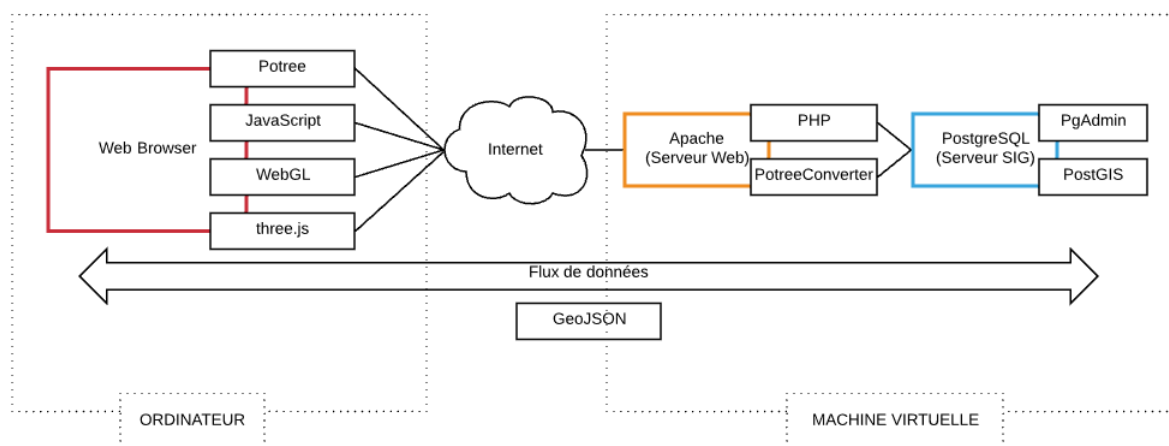 Potree
JavaScript
Web Browser
WebGL
three.js
Internet
Apache
(Serveur Web)
PHP
PotreeConverter
PostgreSQL
(Serveur SIG)
PgAdmin
PostGIS
Flux de données
GeoJSON
ORDINATEUR
MACHINE VIRTUELLE